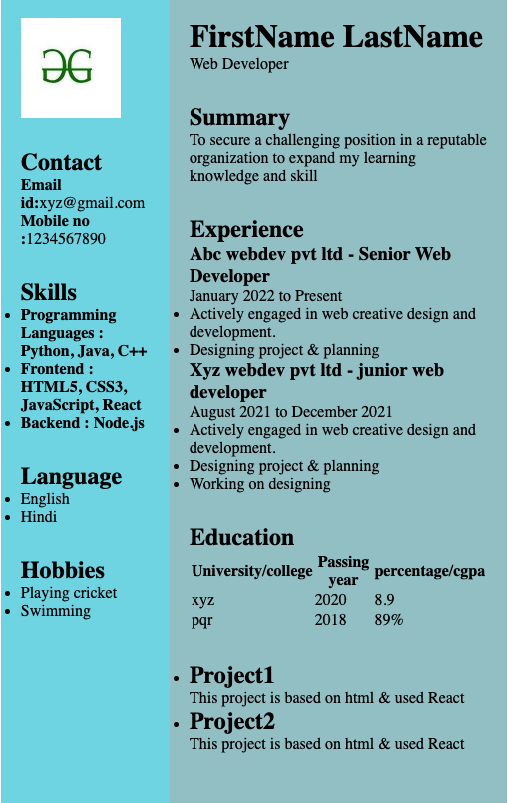 FirstName LastName
Web Developer
Contact
Email
id:xyz@gmail.com
Mobile no
:1234567890
Skills
Programming
Languages :
Python, Java, C++
Frontend :
HTML5, CSS3,
JavaScript, React
Backend : Node.js
Language
English
Hindi
Hobbies
Playing cricket
Swimming
Summary
To secure a challenging position in a reputable
organization to expand my learning
knowledge and skill
Experience
Abc webdev pvt ltd - Senior Web
Developer
January 2022 to Present
Actively engaged in web creative design and
development.
Designing project & planning
Xyz webdev pvt ltd - junior web
developer
August 2021 to December 2021
Actively engaged in web creative design and
development.
Designing project & planning
Working on designing
Education
University/college Passing year percentage/cgpa
xyz 2020 8.9
pqr 2018 89%
Project1
This project is based on html & used React
Project2
This project is based on html & used React